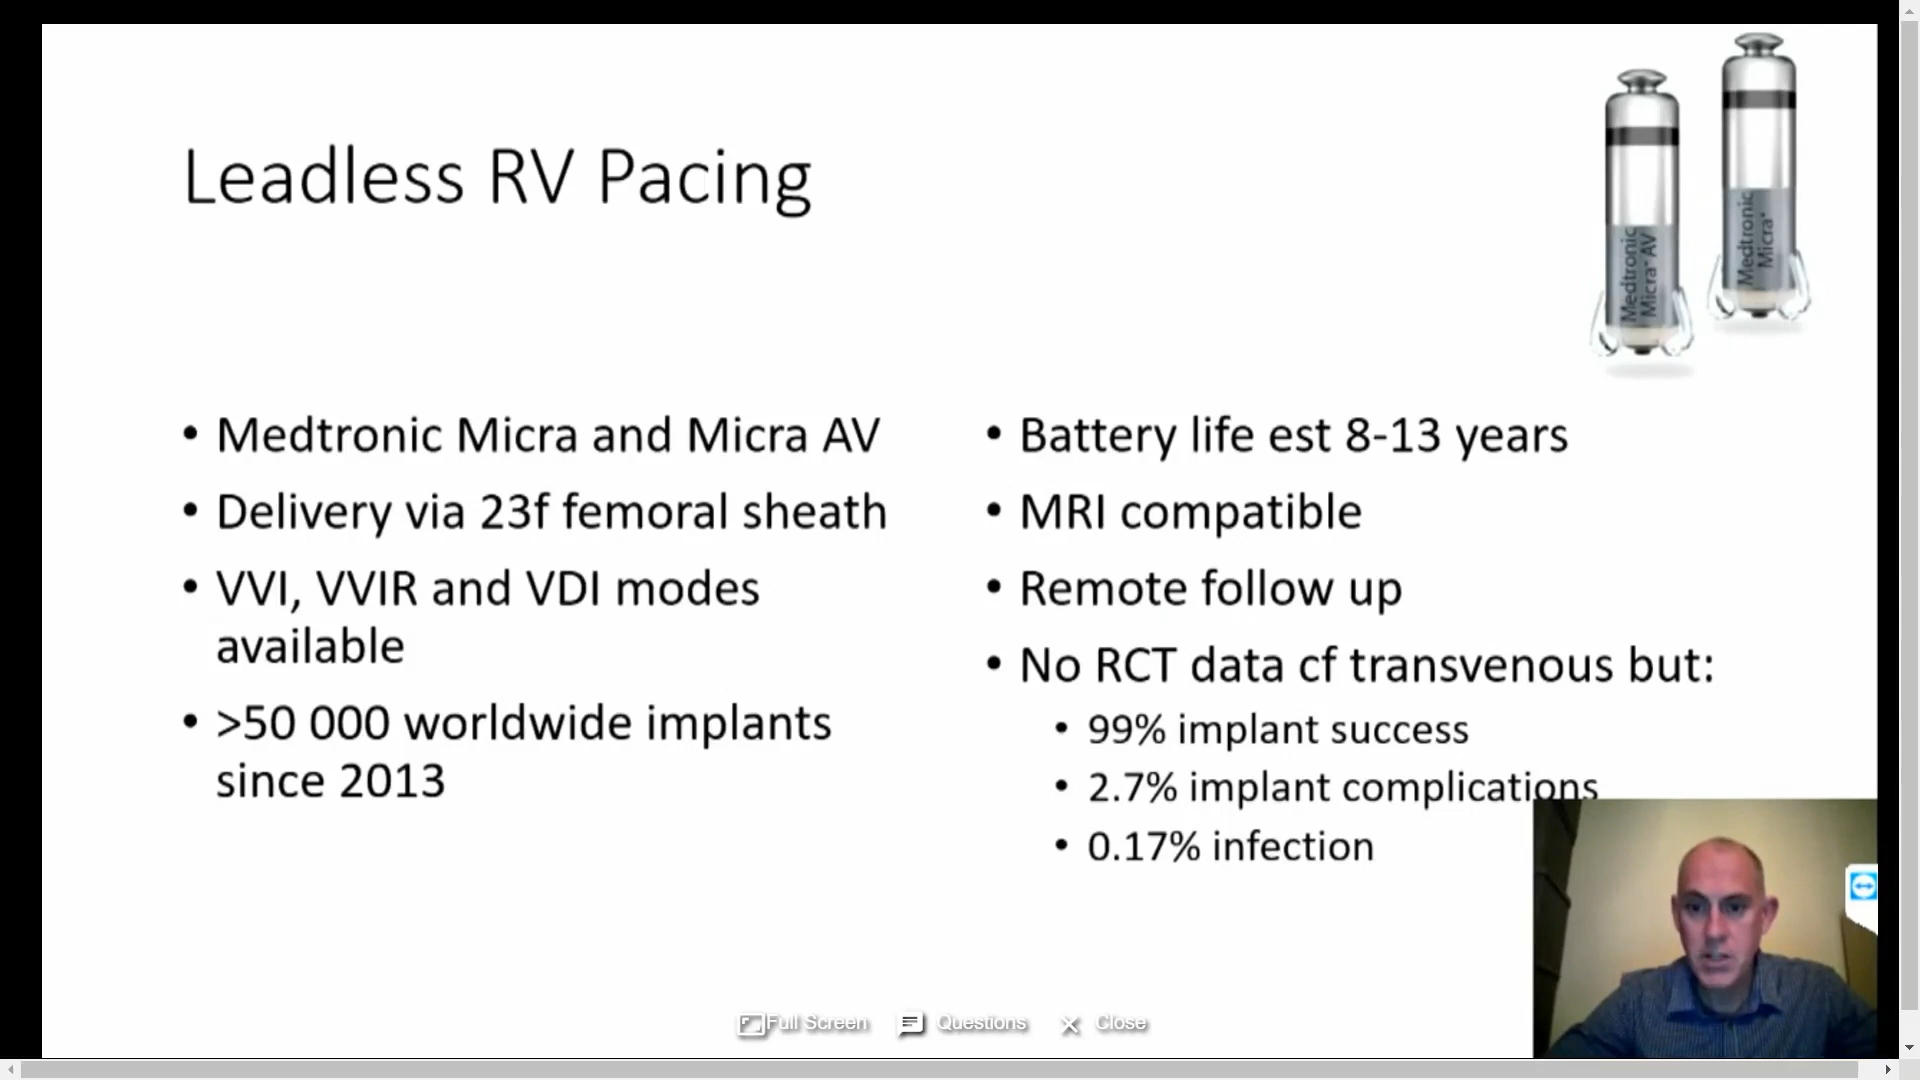 Leadless RV Pacing
Medtronic
Micra AV
Medtronic
Micra
• Medtronic Micra and Micra AV
• Delivery via 23f femoral sheath
• VVI, VVIR and VDI modes
available
• >50 000 worldwide implants
since 2013
• Battery life est 8-13 years
• MRI compatible
• Remote follow up
• No RCT data cf transvenous but:
• 99% implant success
• 2.7% implant complications
• 0.17% infection
Full Screen
Questions
Close